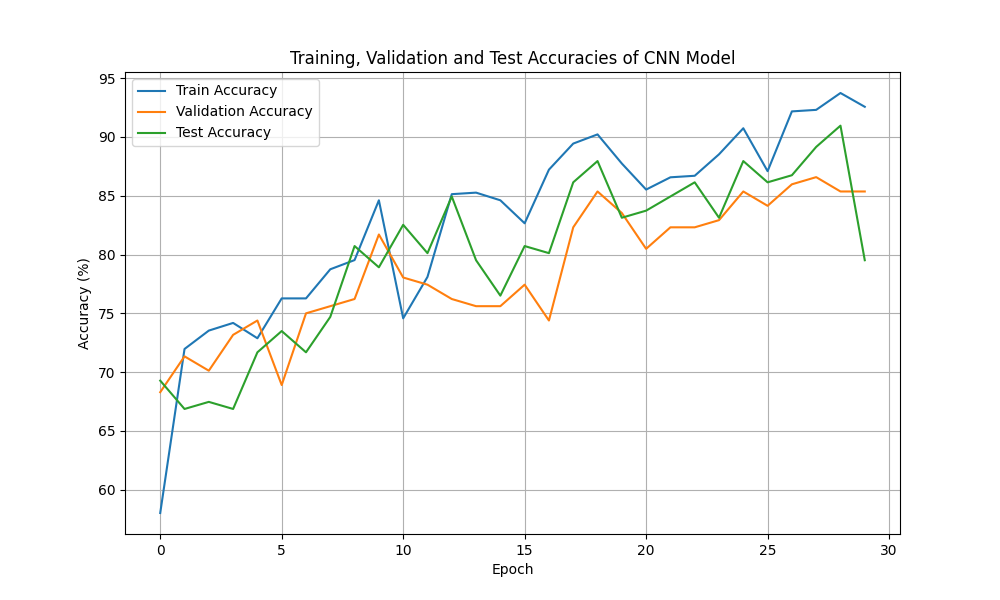 Training, Validation and Test Accuracies of CNN Model
Train Accuracy
Validation Accuracy
Test Accuracy
Accuracy (%)
95
90
85
80
75
70
65
60
0 5 10 15 20 25 30
Epoch